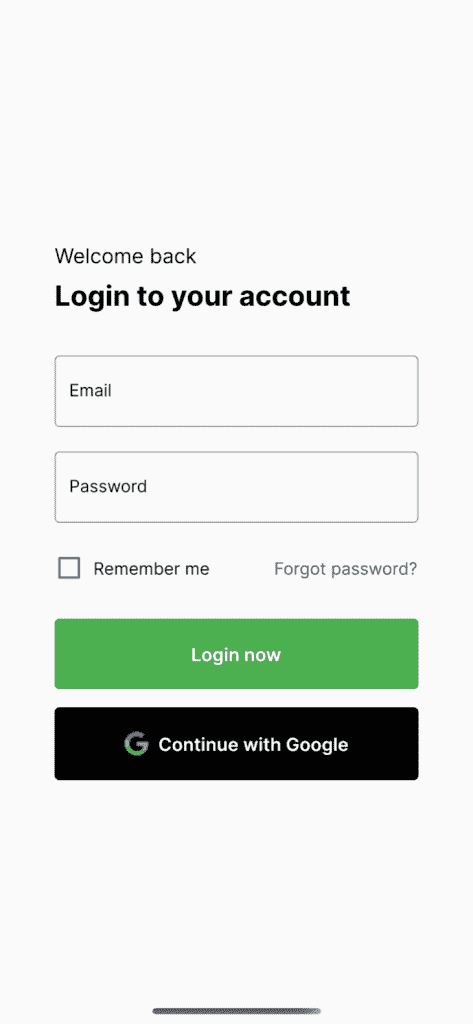 Welcome back
Login to your account
Email
Password
Remember me
Forgot password?
Login now
Continue with Google